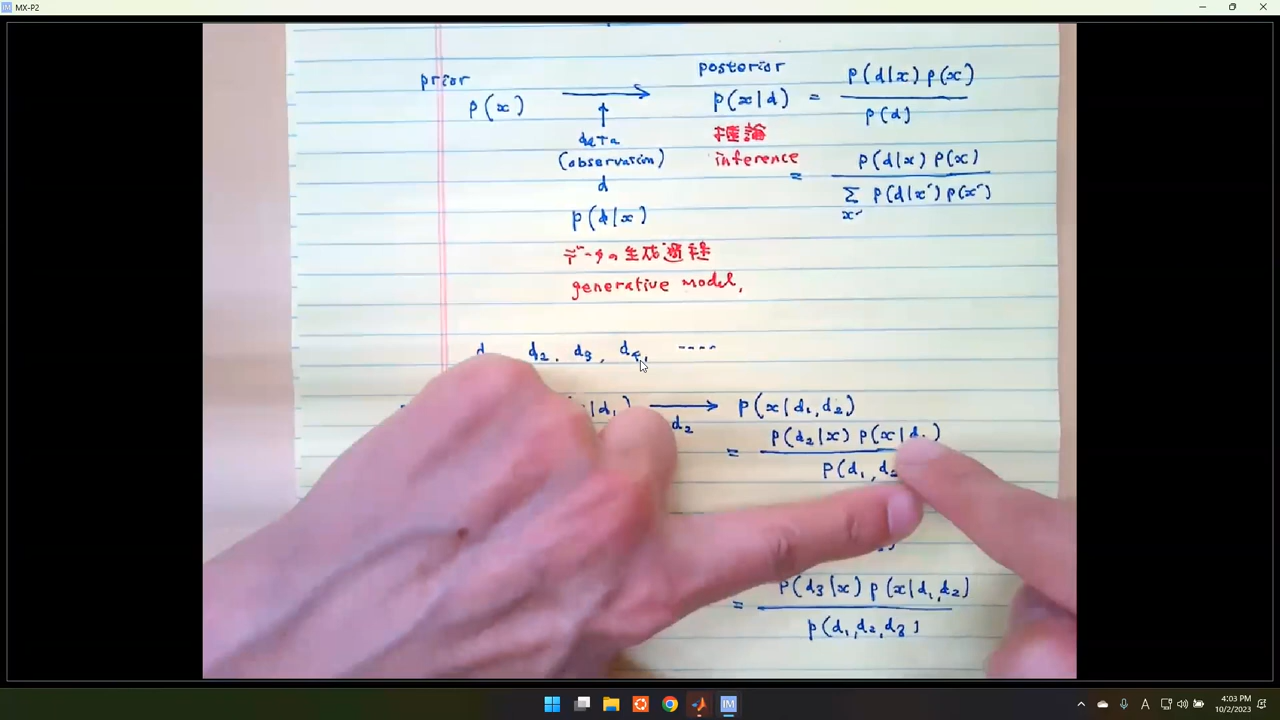 MX-P2
prior
p(x)
data
(observation)
d
p(d|x)
データの生成過程
generative model,
posterior
p(x|d) = p(d|x) p(x) / p(d)
推論
inference
= p(d|x) p(x) / Σ x' p(d|x') p(x')
d2, d3, d4, ....
|d1) d2 p(x|d1, d2)
= p(d2|x) p(x|d1) / p(d1, d2
= p(d3|x) p(x|d1, d2) / p(d1, d2, d3)
4:03 PM
10/2/2023